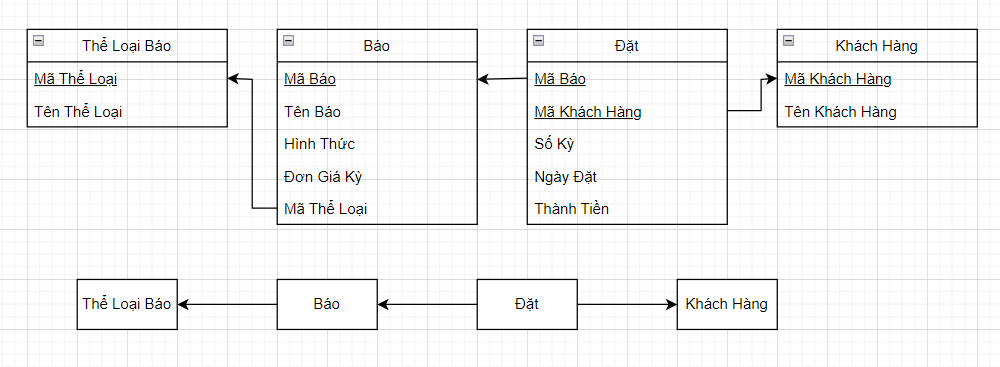 Thể Loại Báo
Mã Thể Loại
Tên Thể Loại
Báo
Mã Báo
Tên Báo
Hình Thức
Đơn Giá Kỳ
Mã Thể Loại
Đặt
Mã Báo
Mã Khách Hàng
Số Kỳ
Ngày Đặt
Thành Tiền
Khách Hàng
Mã Khách Hàng
Tên Khách Hàng
Thể Loại Báo
Báo
Đặt
Khách Hàng